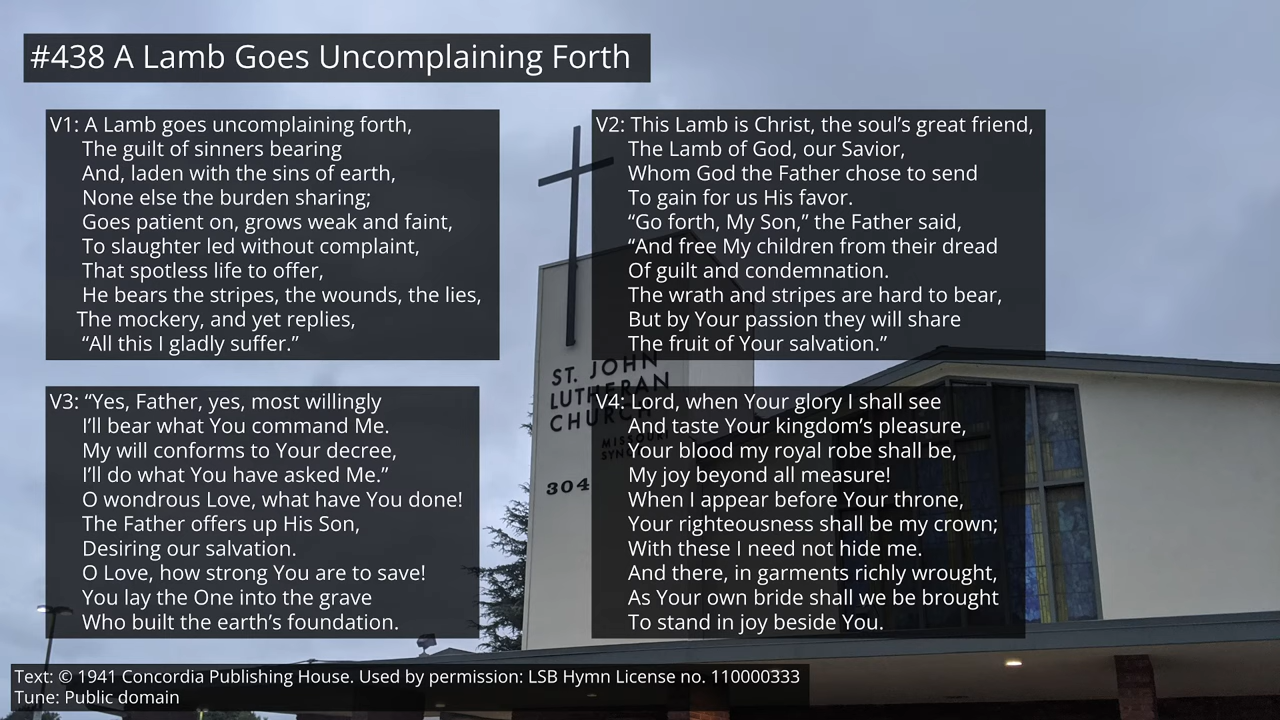 #438 A Lamb Goes Uncomplaining Forth
V1: A Lamb goes uncomplaining forth,
The guilt of sinners bearing
And, laden with the sins of earth,
None else the burden sharing;
Goes patient on, grows weak and faint,
To slaughter led without complaint,
That spotless life to offer,
He bears the stripes, the wounds, the lies,
The mockery, and yet replies,
“All this I gladly suffer.”
V2: This Lamb is Christ, the soul’s great friend,
The Lamb of God, our Savior,
Whom God the Father chose to send
To gain for us His favor.
“Go forth, My Son,” the Father said,
“And free My children from their dread
Of guilt and condemnation.
The wrath and stripes are hard to bear,
But by Your passion they will share
The fruit of Your salvation.”
V3: “Yes, Father, yes, most willingly
I’ll bear what You command Me.
My will conforms to Your decree,
I’ll do what You have asked Me.”
O wondrous Love, what have You done!
The Father offers up His Son,
Desiring our salvation.
O Love, how strong You are to save!
You lay the One into the grave
Who built the earth’s foundation.
V4: Lord, when Your glory I shall see
And taste Your kingdom’s pleasure,
Your blood my royal robe shall be,
My joy beyond all measure!
When I appear before Your throne,
Your righteousness shall be my crown;
With these I need not hide me.
And there, in garments richly wrought,
As Your own bride shall we be brought
To stand in joy beside You.
ST. JOHN
LUTHERAN
CHURCH
MISSOURI
SYNOD
304
Text: © 1941 Concordia Publishing House. Used by permission: LSB Hymn License no. 110000333
Tune: Public domain